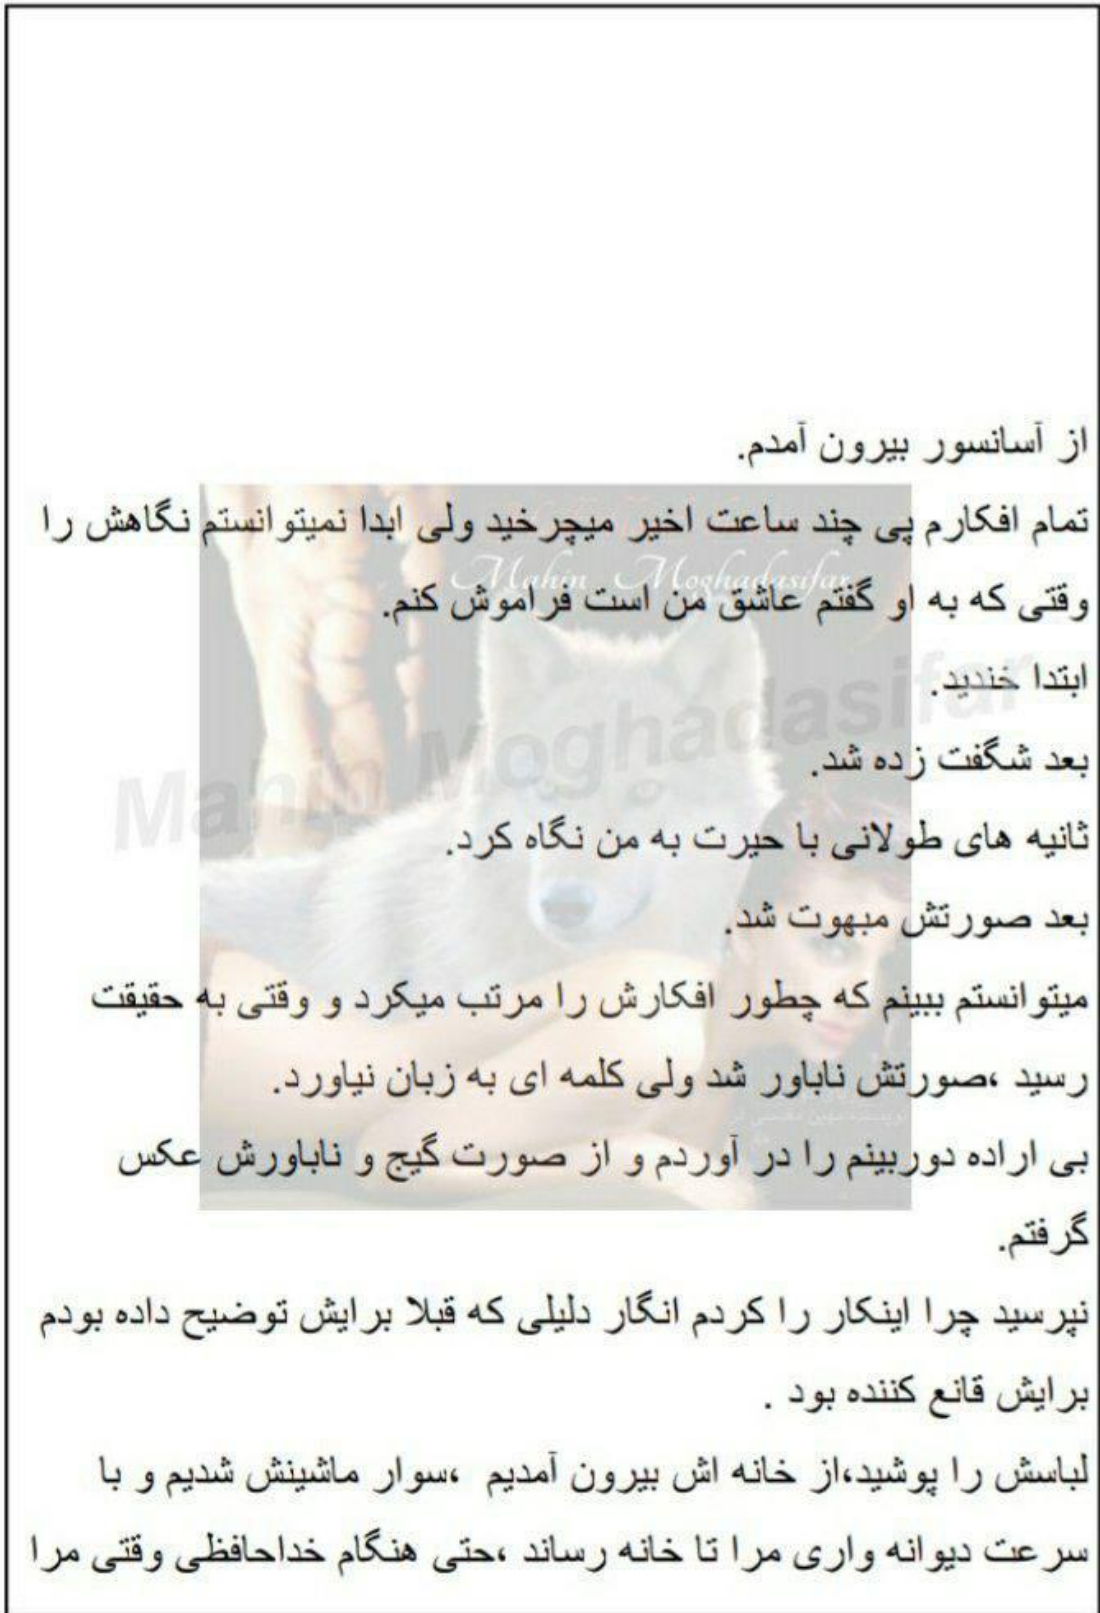 از آسانسور بیرون آمدم.
تمام افکارم پی چند ساعت اخیر میچرخید ولی ابدا نمیتوانستم نگاهش را
Mahin Moghadasifar
وقتی که به او گفتم عاشق من است فراموش کنم.
ابتدا خندید.
Mahin Moghadasifar
بعد شگفت زده شد.
ثانیه های طولانی با حیرت به من نگاه کرد.
بعد صورتش مبهوت شد.
میتوانستم ببینم که چطور افکارش را مرتب میکرد و وقتی به حقیقت
رسید ،صورتش ناباور شد ولی کلمه ای به زبان نیاورد.
بی اراده دوربینم را در آوردم و از صورت گیج و ناباورش عکس
گرفتم.
نپرسید چرا اینکار را کردم انگار دلیلی که قبلا برایش توضیح داده بودم
برایش قانع کننده بود .
لباسش را پوشید،از خانه اش بیرون آمدیم ،سوار ماشینش شدیم و با
سرعت دیوانه واری مرا تا خانه رساند ،حتی هنگام خداحافظی وقتی مرا